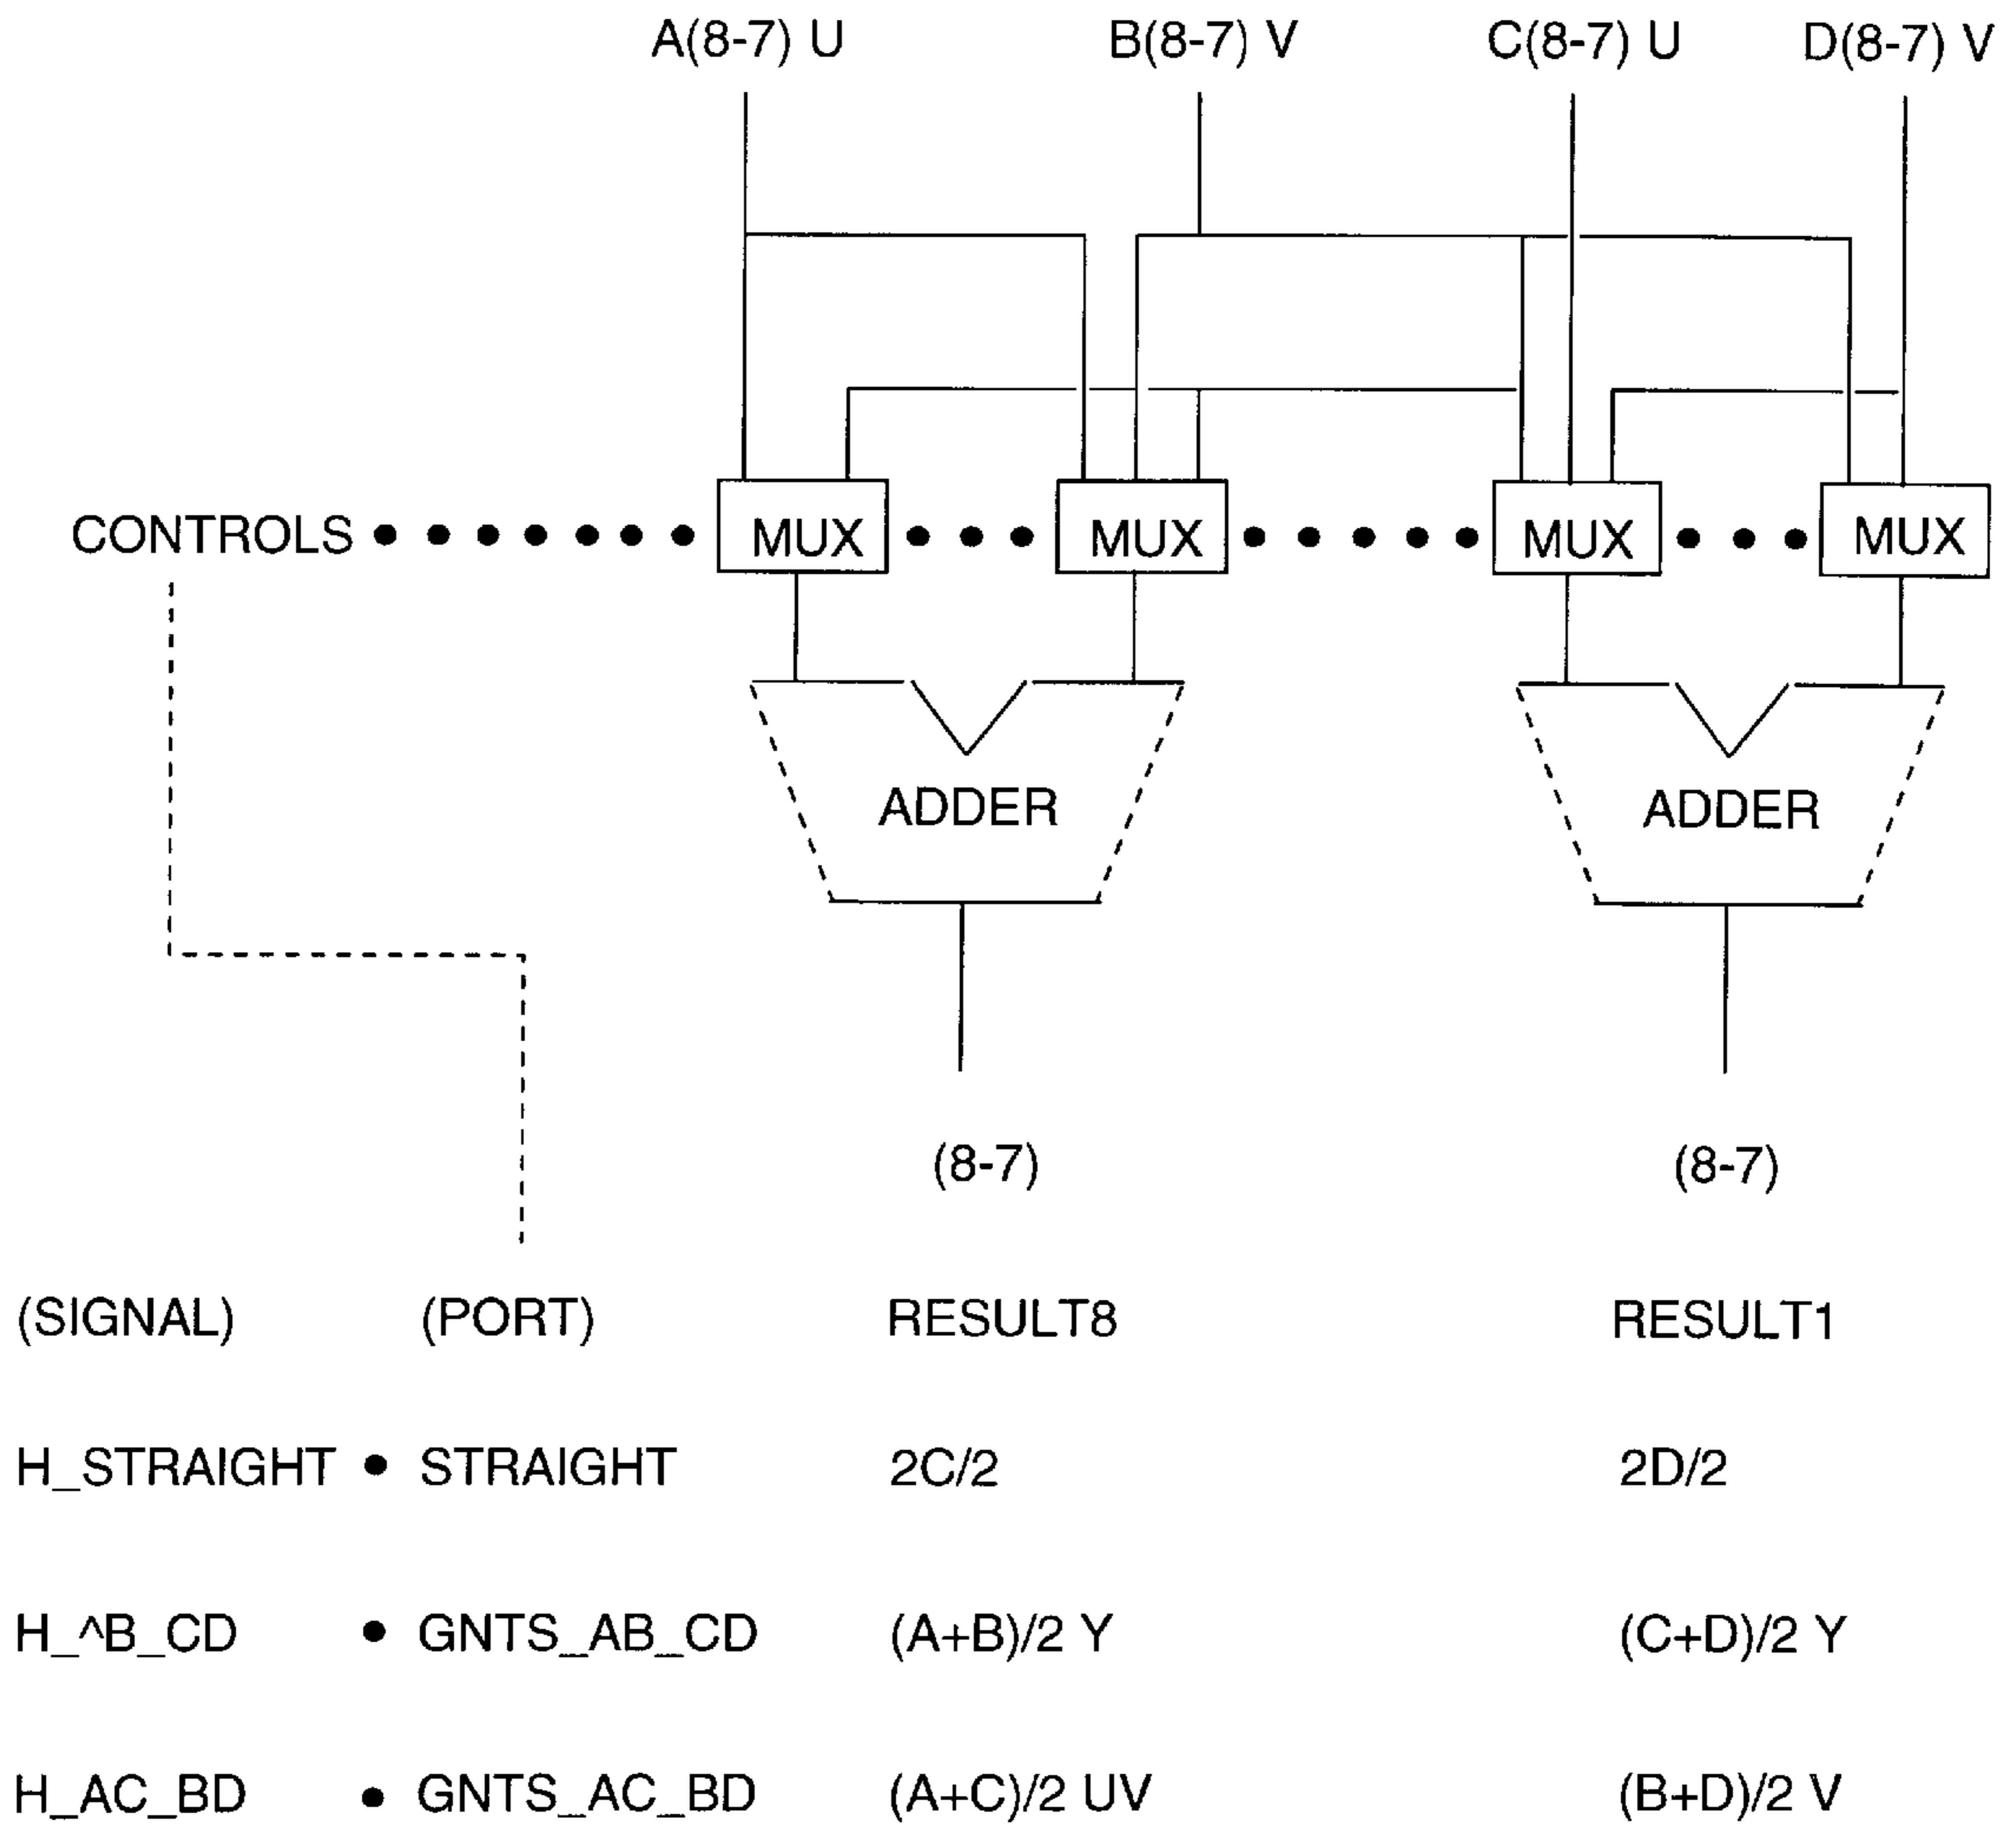 A(8-7) U B(8-7) V C(8-7) U D(8-7) V
CONTROLS MUX MUX MUX MUX
ADDER ADDER
(8-7) (8-7)
(SIGNAL) (PORT) RESULT8 RESULT1
H_STRAIGHT • STRAIGHT 2C/2 2D/2
H_^B_CD • GNTS_AB_CD (A+B)/2 Y (C+D)/2 Y
H_AC_BD • GNTS_AC_BD (A+C)/2 UV (B+D)/2 V